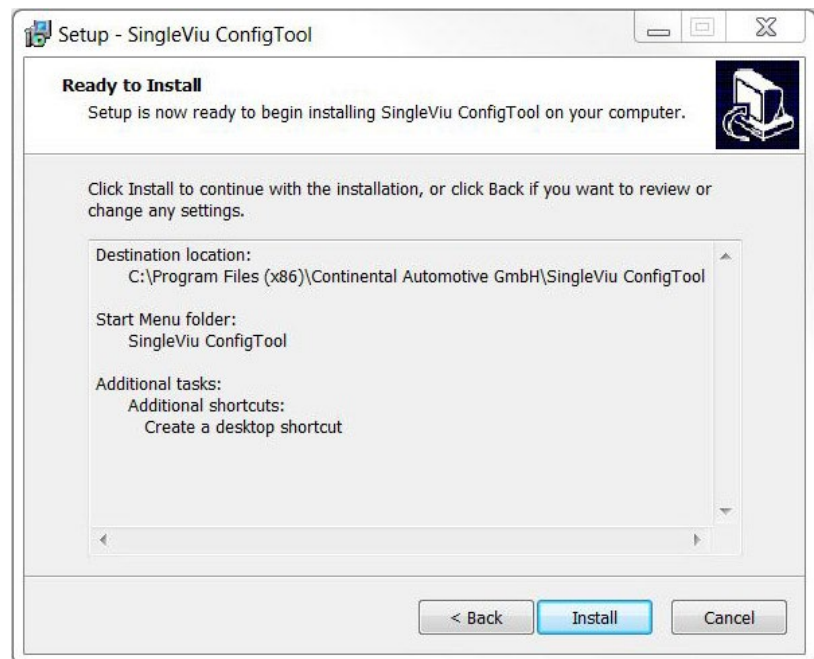 Setup - SingleViu ConfigTool
Ready to Install
Setup is now ready to begin installing SingleViu ConfigTool on your computer.
Click Install to continue with the installation, or click Back if you want to review or
change any settings.
Destination location:
C:\Program Files (x86)\Continental Automotive GmbH\SingleViu ConfigTool
Start Menu folder:
SingleViu ConfigTool
Additional tasks:
Additional shortcuts:
Create a desktop shortcut
< Back Install Cancel